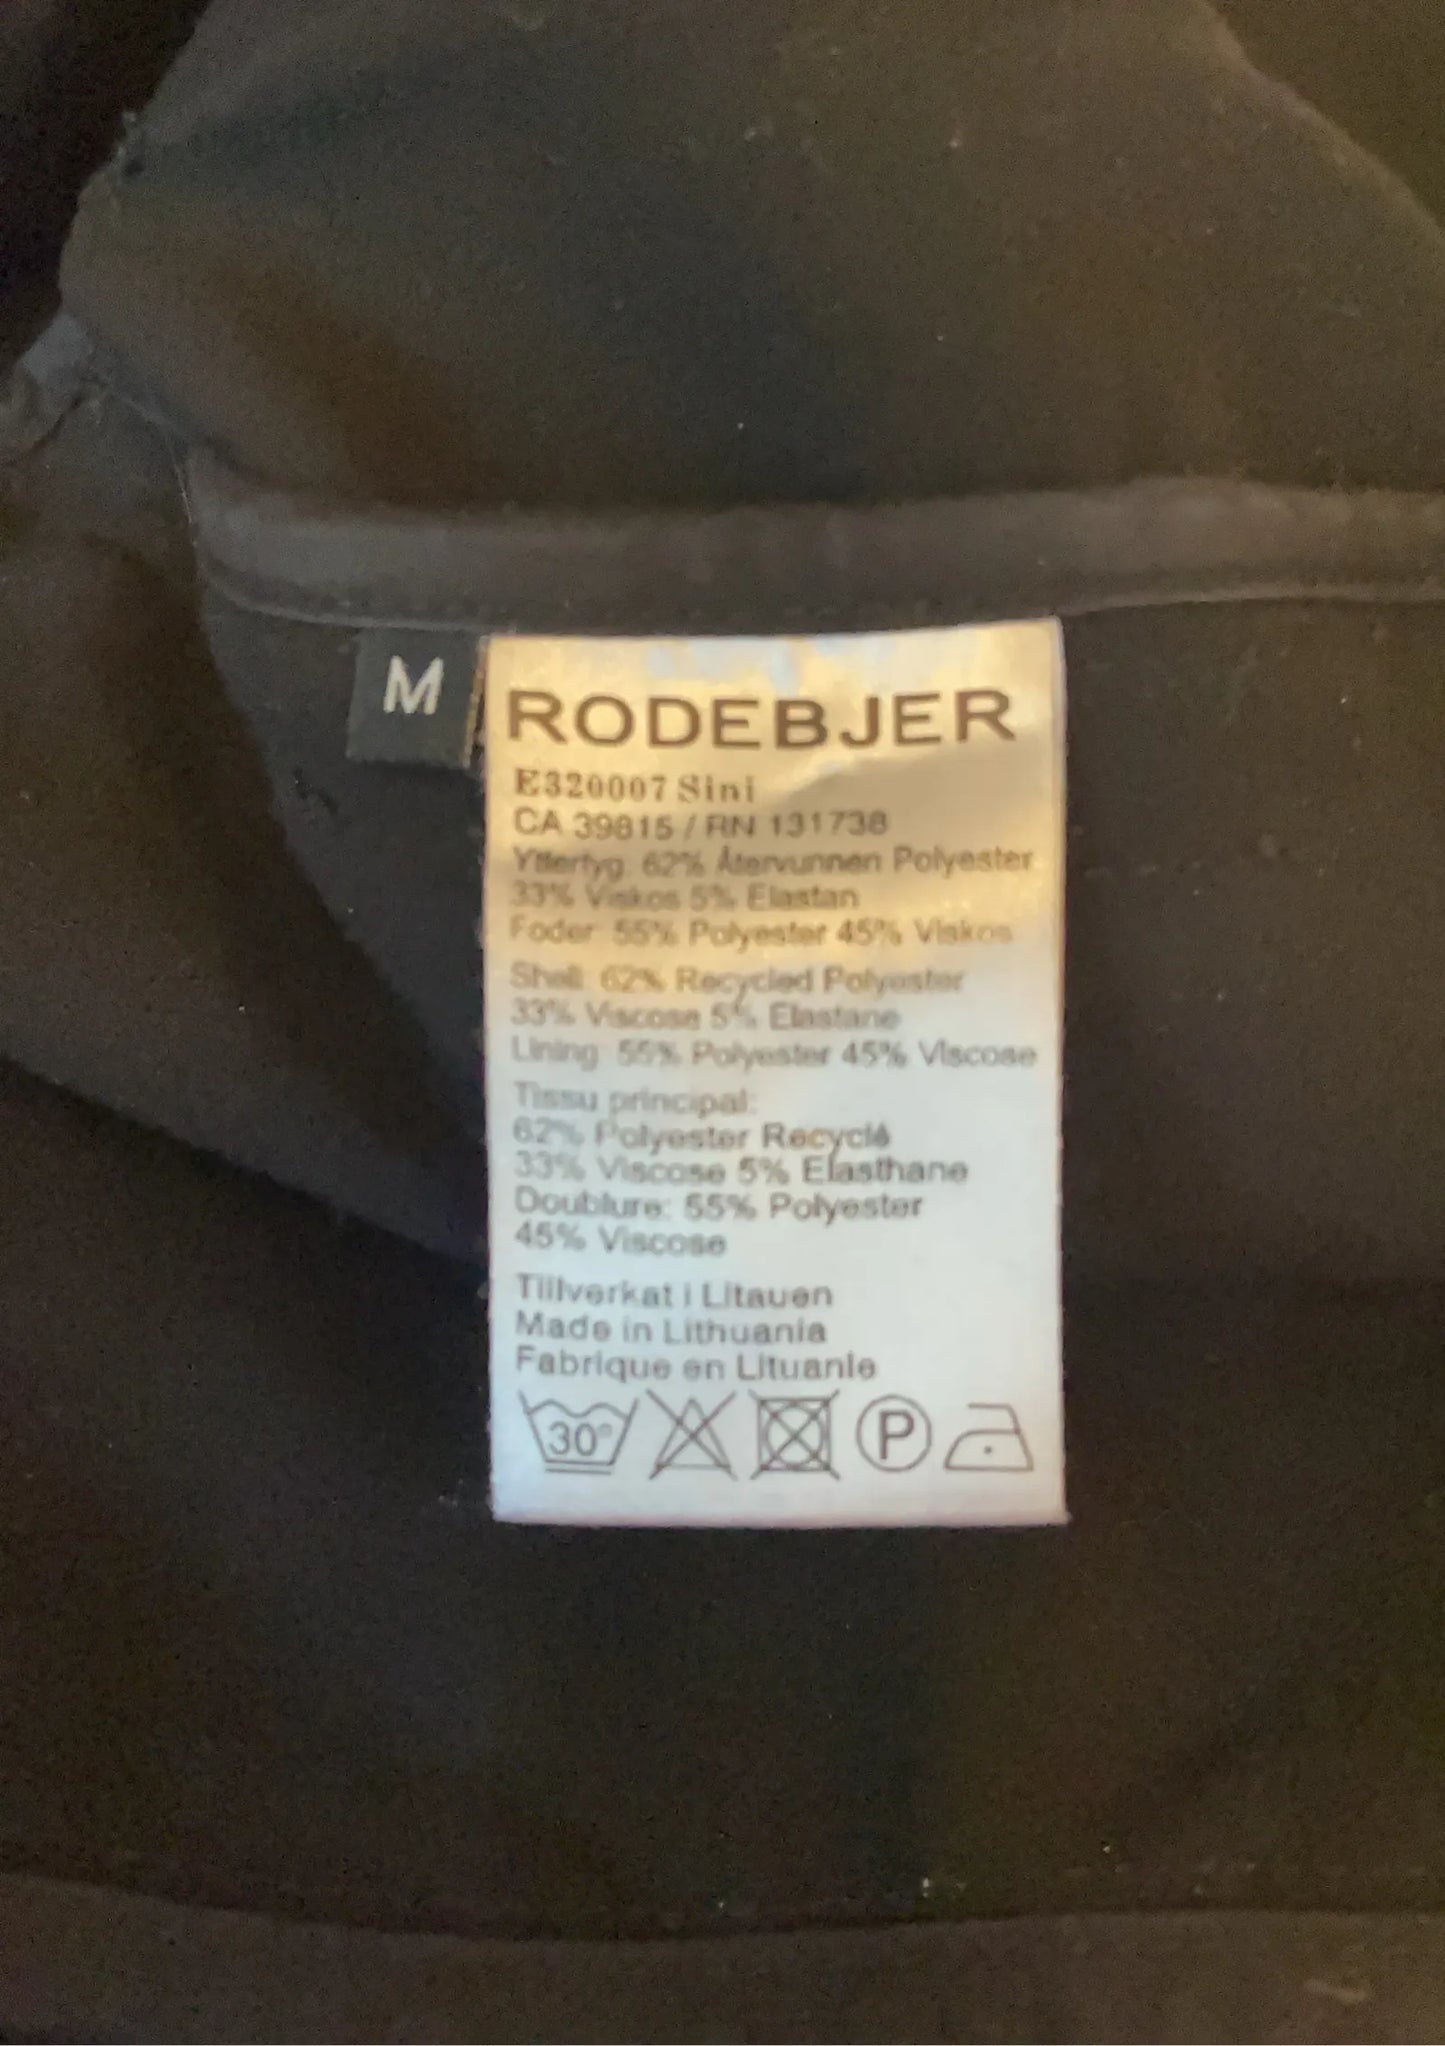 M
RODEBJER
E320007 Sini
CA 39815 / RN 131738
Yttertyg: 62% Återvunnen Polyester
33% Viskos 5% Elastan
Foder: 55% Polyester 45% Viskos
Shell: 62% Recycled Polyester
33% Viscose 5% Elastane
Lining: 55% Polyester 45% Viscose
Tissu principal:
62% Polyester Recyclé
33% Viscose 5% Elasthane
Doublure: 55% Polyester
45% Viscose
Tillverkat i Litauen
Made in Lithuania
Fabrique en Lituanie
30° P